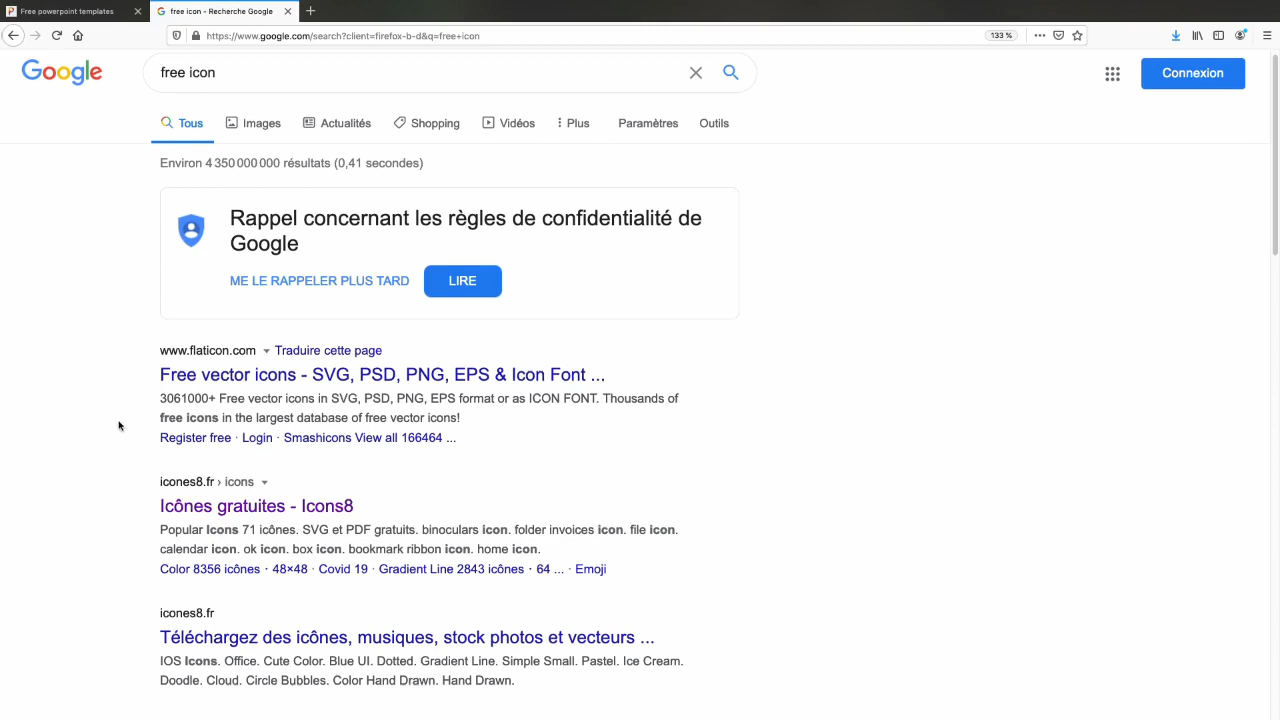 Free powerpoint templates
free icon - Recherche Google
https://www.google.com/search?client=firefox-b-d&q=free+icon
133 %
Google
free icon
Connexion
Tous
Images
Actualités
Shopping
Vidéos
Plus
Paramètres
Outils
Environ 4 350 000 000 résultats (0,41 secondes)
Rappel concernant les règles de confidentialité de
Google
ME LE RAPPELER PLUS TARD
LIRE
www.flaticon.com Traduire cette page
Free vector icons - SVG, PSD, PNG, EPS & Icon Font ...
3061000+ Free vector icons in SVG, PSD, PNG, EPS format or as ICON FONT. Thousands of
free icons in the largest database of free vector icons!
Register free · Login · Smashicons View all 166464 ...
icones8.fr › icons
Icônes gratuites - Icons8
Popular Icons 71 icônes. SVG et PDF gratuits. binoculars icon. folder invoices icon. file icon.
calendar icon. ok icon. box icon. bookmark ribbon icon. home icon.
Color 8356 icônes · 48×48 · Covid 19 · Gradient Line 2843 icônes · 64 ... · Emoji
icones8.fr
Téléchargez des icônes, musiques, stock photos et vecteurs ...
IOS Icons. Office. Cute Color. Blue UI. Dotted. Gradient Line. Simple Small. Pastel. Ice Cream.
Doodle. Cloud. Circle Bubbles. Color Hand Drawn. Hand Drawn.